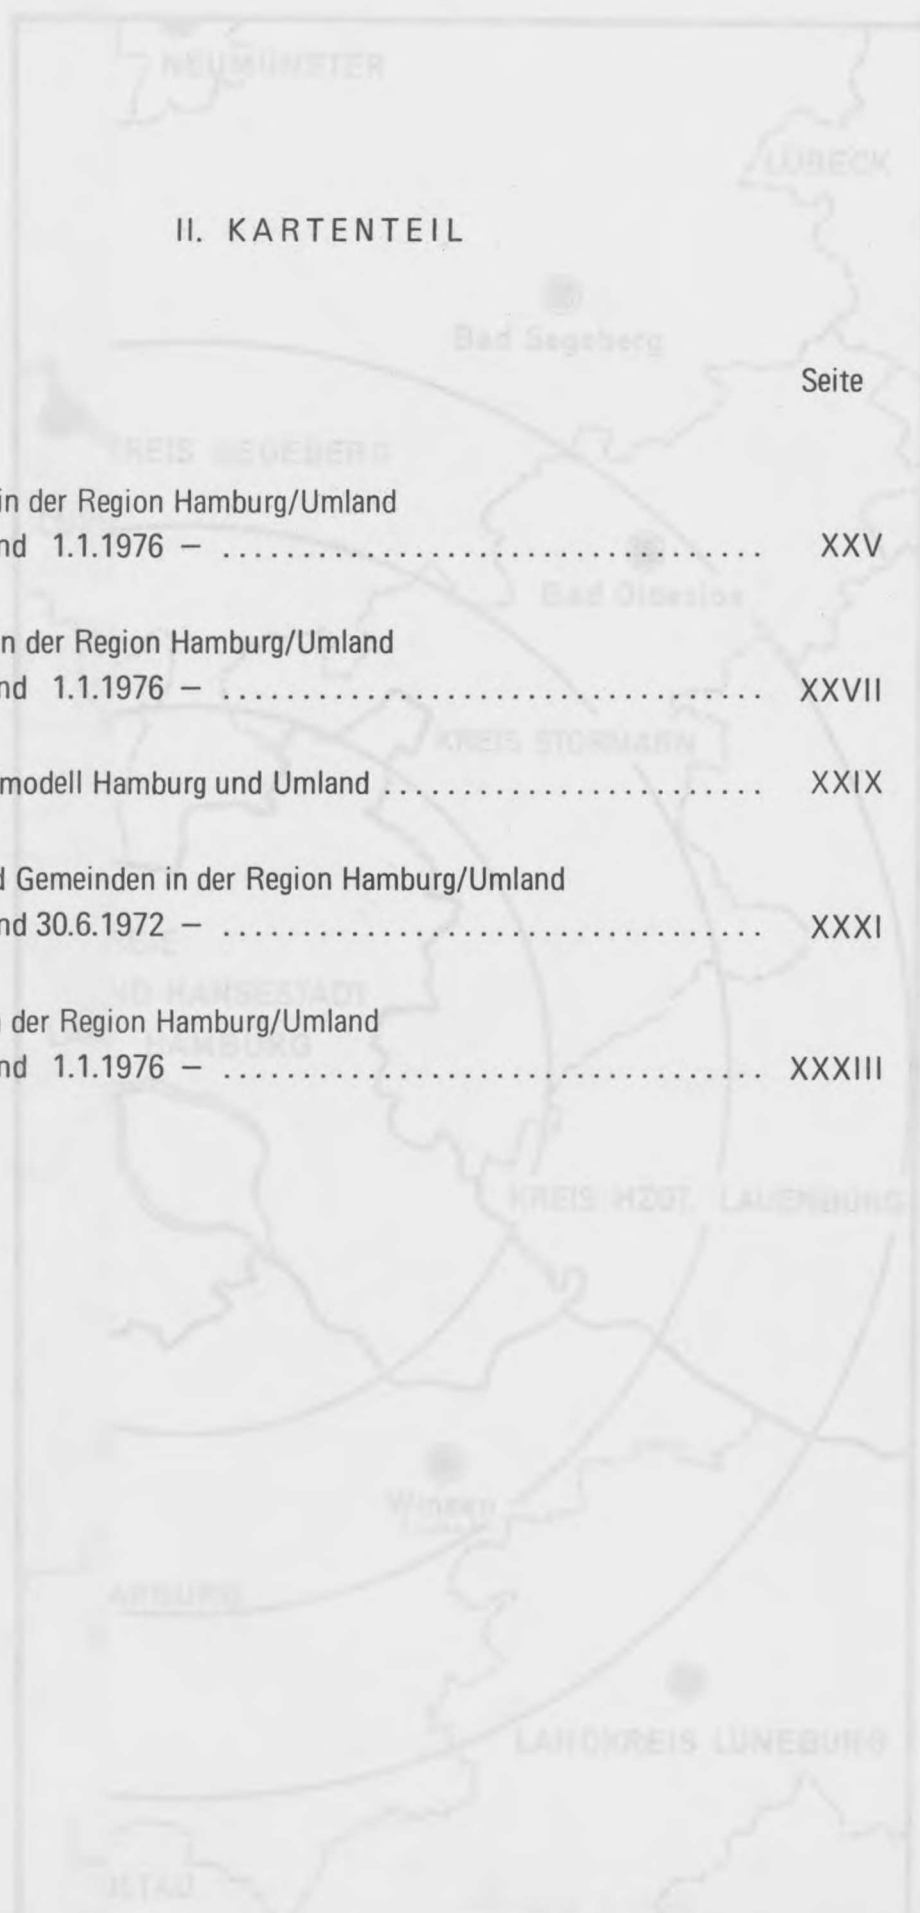 NEUMÜNSTER
LÜBECK
II. KARTENTEIL
Bad Segeberg
Seite
REIS SEGEBERG
in der Region Hamburg/Umland
nd 1.1.1976 — .................................. XXV
Bad Oldesloe
n der Region Hamburg/Umland
nd 1.1.1976 — .................................. XXVII
KREIS STORMARN
modell Hamburg und Umland ........................ XXIX
d Gemeinden in der Region Hamburg/Umland
nd 30.6.1972 — .................................. XXXI
ND HANSESTADT
HAMBURG
der Region Hamburg/Umland
nd 1.1.1976 — .................................. XXXIII
KREIS HZGT. LAUENBURG
Winsen
ARBURG
LANDKREIS LÜNEBURG